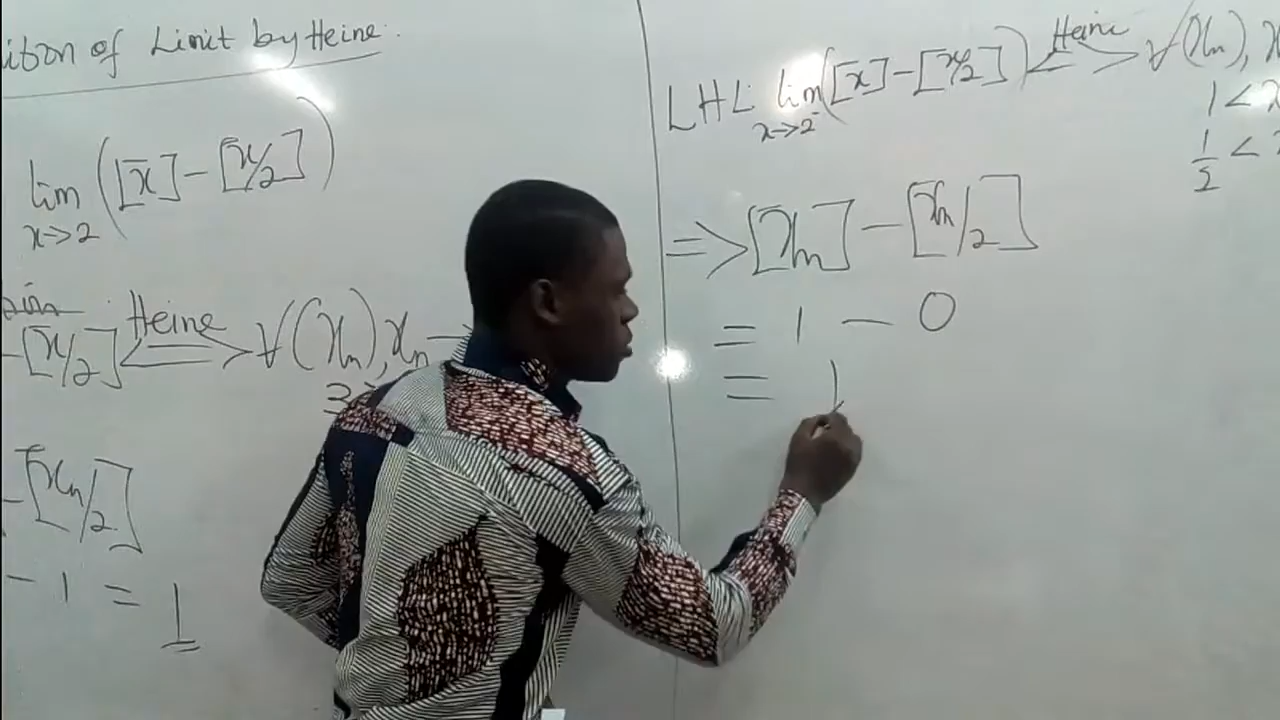 ition of Limit by Heine:
lim ([x] - [x/2])
x→2
- [x/2] <=Heine=> ∀(xn), xn →
3
- [xn/2]
- 1 = 1
LHL lim ([x] - [x/2]) <=Heine=> ∀(xn), x
x→2⁻
1 <
1/2 <
=> [xn] - [xn/2]
= 1 - 0
= 1